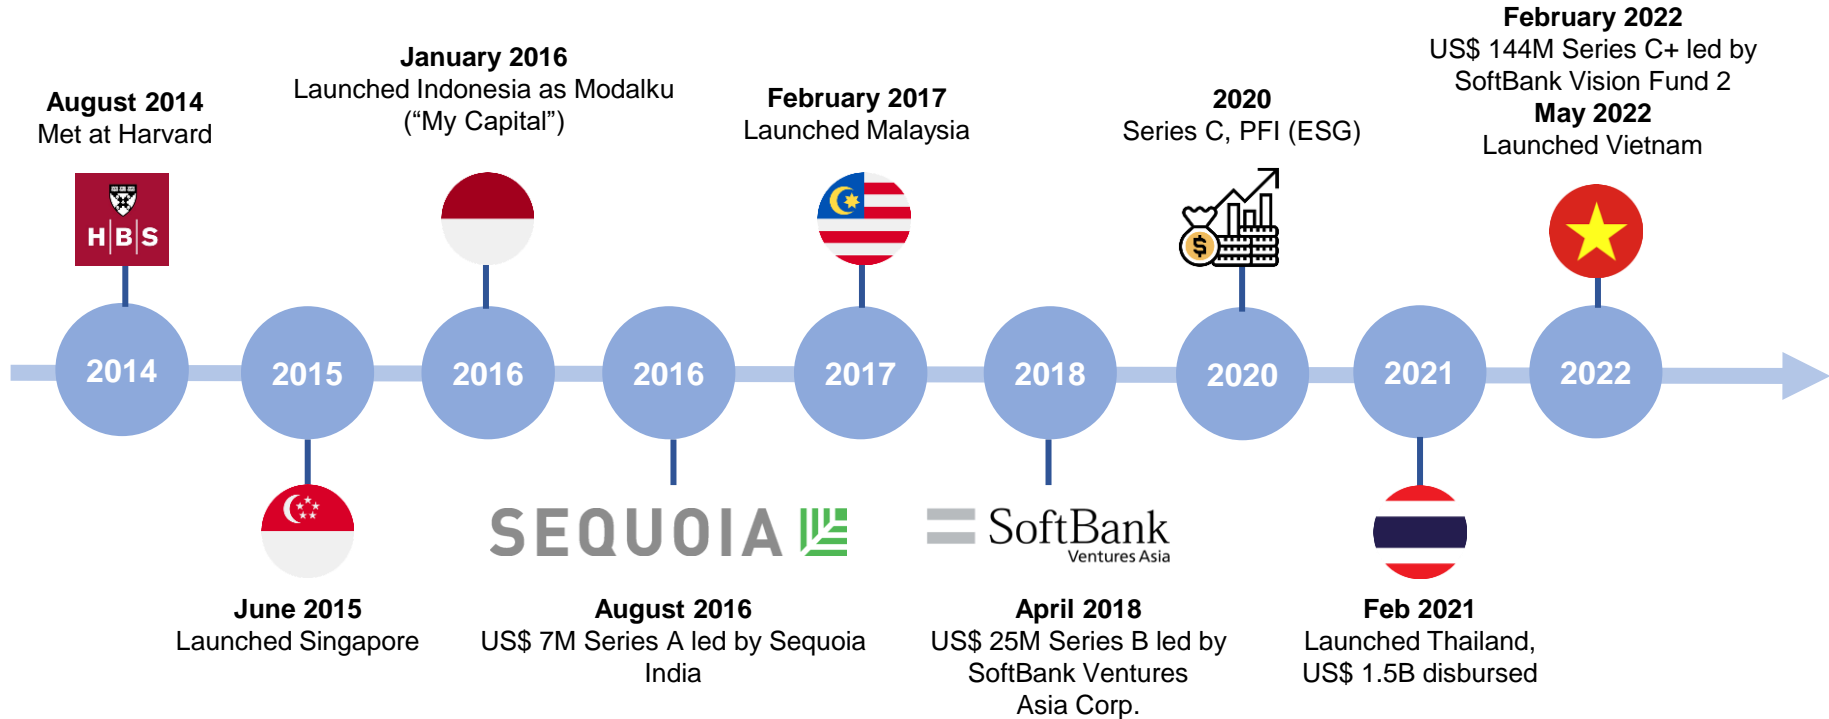 August 2014
Met at Harvard
H|B|S
2014
2015
June 2015
Launched Singapore
January 2016
Launched Indonesia as Modalku
(“My Capital”)
2016
2016
SEQUOIA
August 2016
US$ 7M Series A led by Sequoia
India
February 2017
Launched Malaysia
2017
2018
SoftBank
Ventures Asia
April 2018
US$ 25M Series B led by
SoftBank Ventures
Asia Corp.
2020
Series C, PFI (ESG)
$
2020
2021
Feb 2021
Launched Thailand,
US$ 1.5B disbursed
February 2022
US$ 144M Series C+ led by
SoftBank Vision Fund 2
May 2022
Launched Vietnam
2022